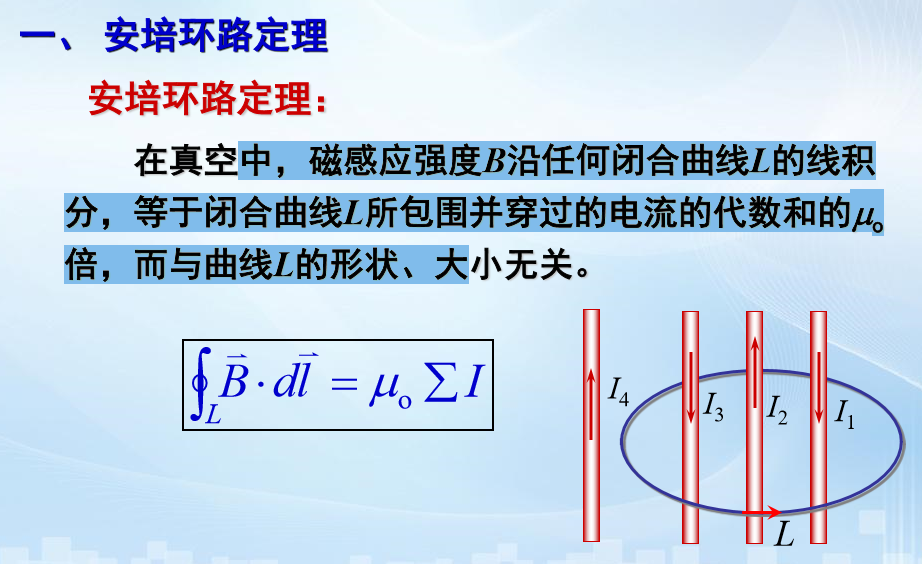 一、 安培环路定理
安培环路定理：
在真空中，磁感应强度B沿任何闭合曲线L的线积
分，等于闭合曲线L所包围并穿过的电流的代数和的μ₀
倍，而与曲线L的形状、大小无关。
∮_L B⃗ · dl⃗ = μ₀ ∑ I
I₄
I₃
I₂
I₁
L